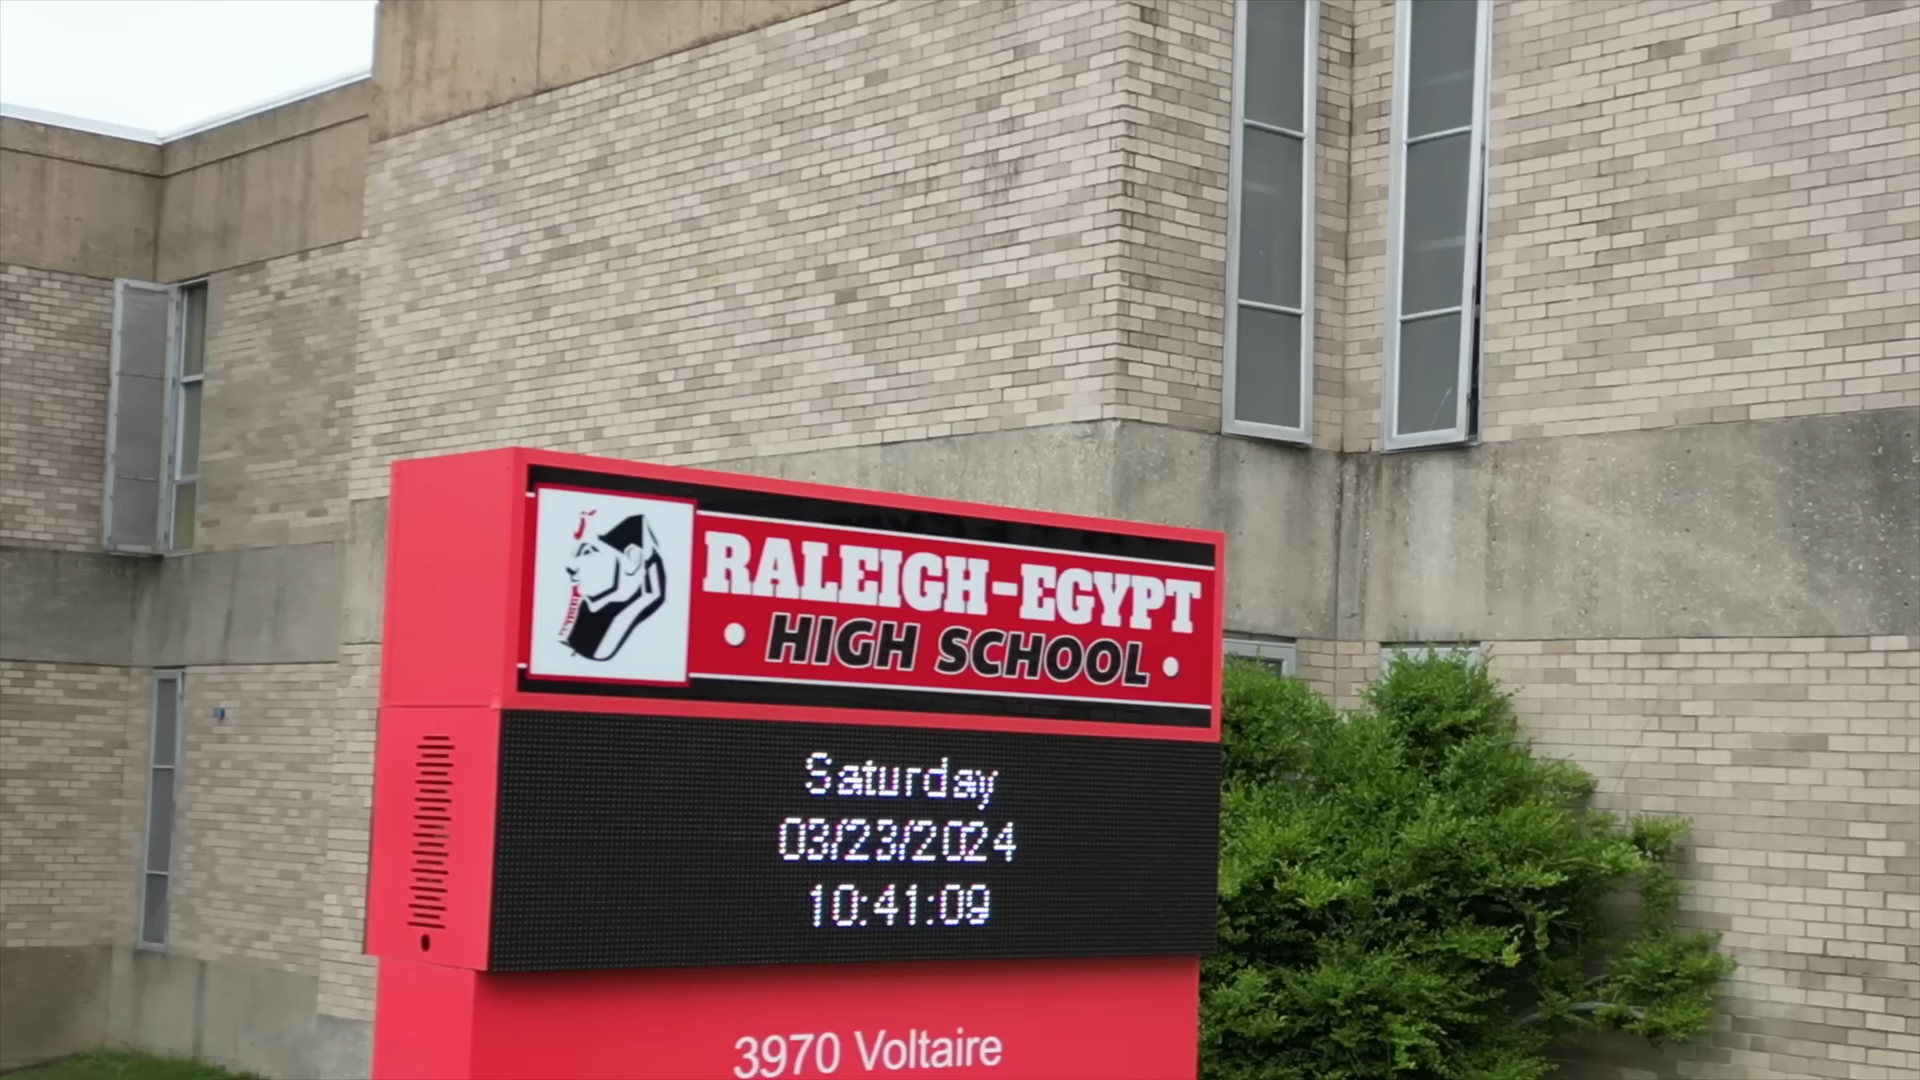 RALEIGH-EGYPT
HIGH SCHOOL
Saturday
03/23/2024
10:41:09
3970 Voltaire